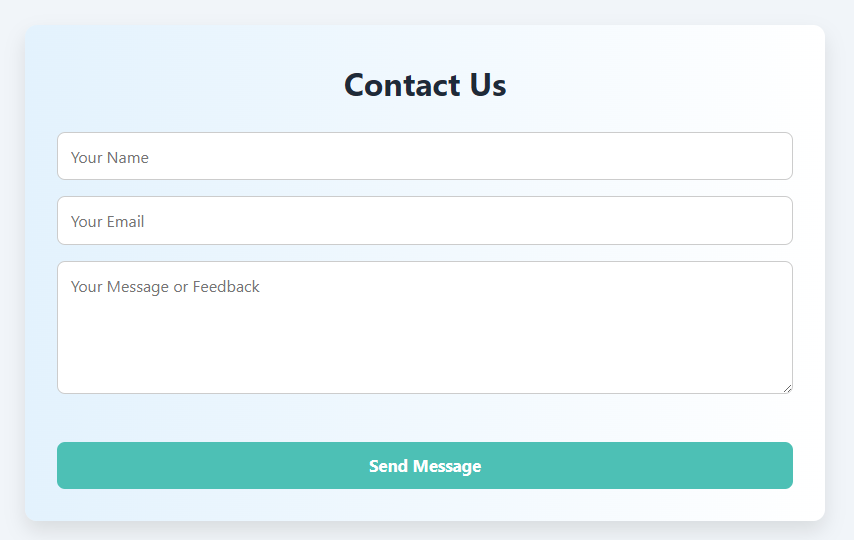 Contact Us
Your Name
Your Email
Your Message or Feedback
Send Message